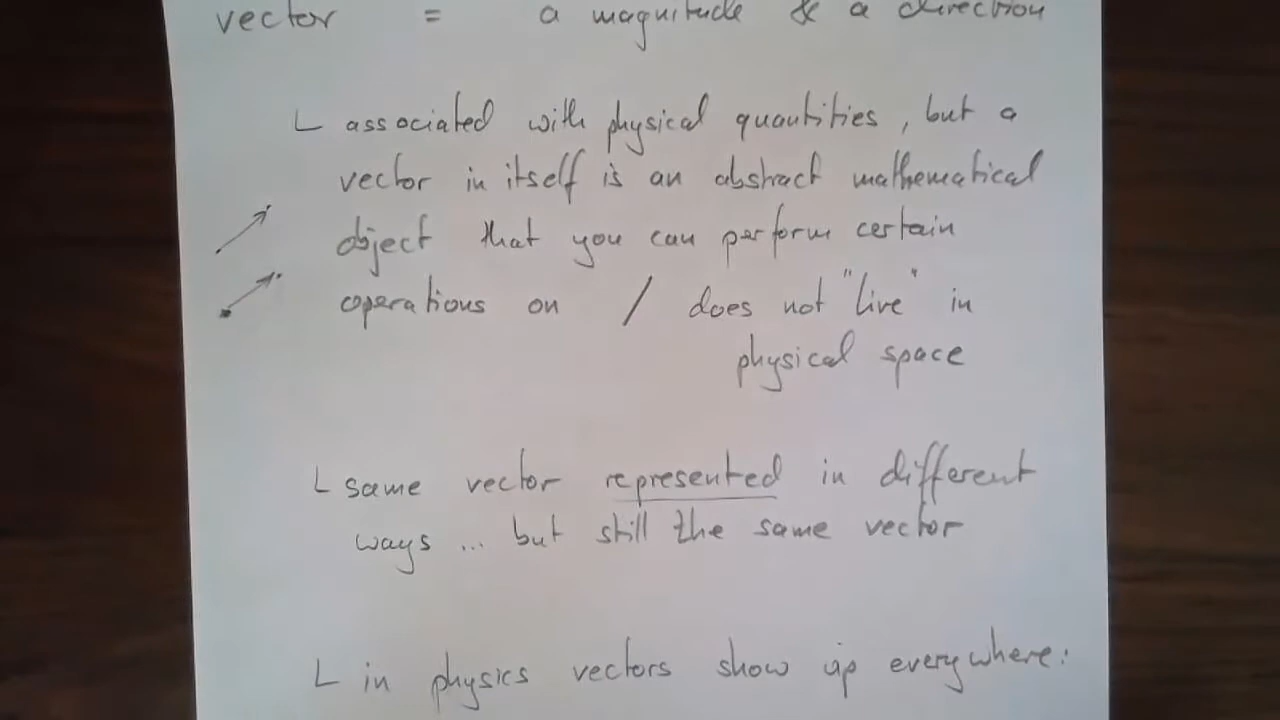 vector = a magnitude & a direction
L associated with physical quantities, but a
vector in itself is an abstract mathematical
object that you can perform certain
operations on / does not "live" in
physical space
L same vector represented in different
ways ... but still the same vector
L in physics vectors show up everywhere: